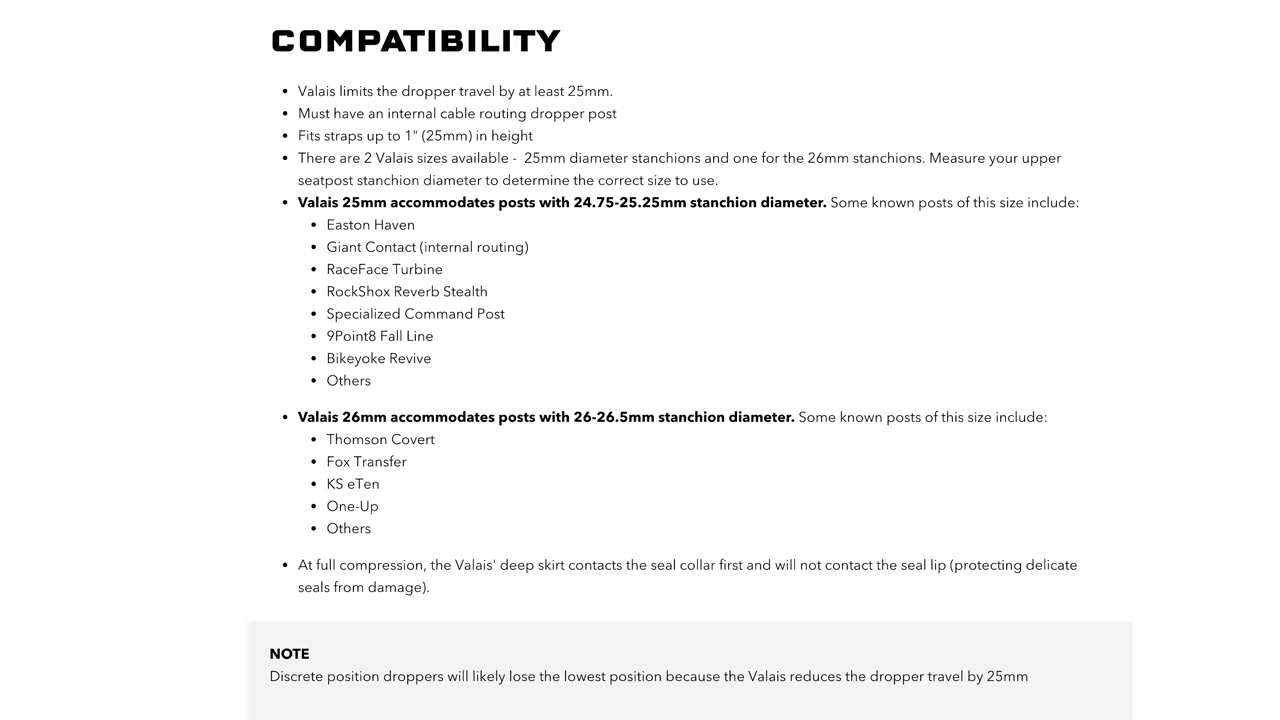 COMPATIBILITY
• Valais limits the dropper travel by at least 25mm.
• Must have an internal cable routing dropper post
• Fits straps up to 1" (25mm) in height
• There are 2 Valais sizes available -  25mm diameter stanchions and one for the 26mm stanchions. Measure your upper
seatpost stanchion diameter to determine the correct size to use.
• Valais 25mm accommodates posts with 24.75-25.25mm stanchion diameter. Some known posts of this size include:
• Easton Haven
• Giant Contact (internal routing)
• RaceFace Turbine
• RockShox Reverb Stealth
• Specialized Command Post
• 9Point8 Fall Line
• Bikeyoke Revive
• Others
• Valais 26mm accommodates posts with 26-26.5mm stanchion diameter. Some known posts of this size include:
• Thomson Covert
• Fox Transfer
• KS eTen
• One-Up
• Others
• At full compression, the Valais' deep skirt contacts the seal collar first and will not contact the seal lip (protecting delicate
seals from damage).
NOTE
Discrete position droppers will likely lose the lowest position because the Valais reduces the dropper travel by 25mm